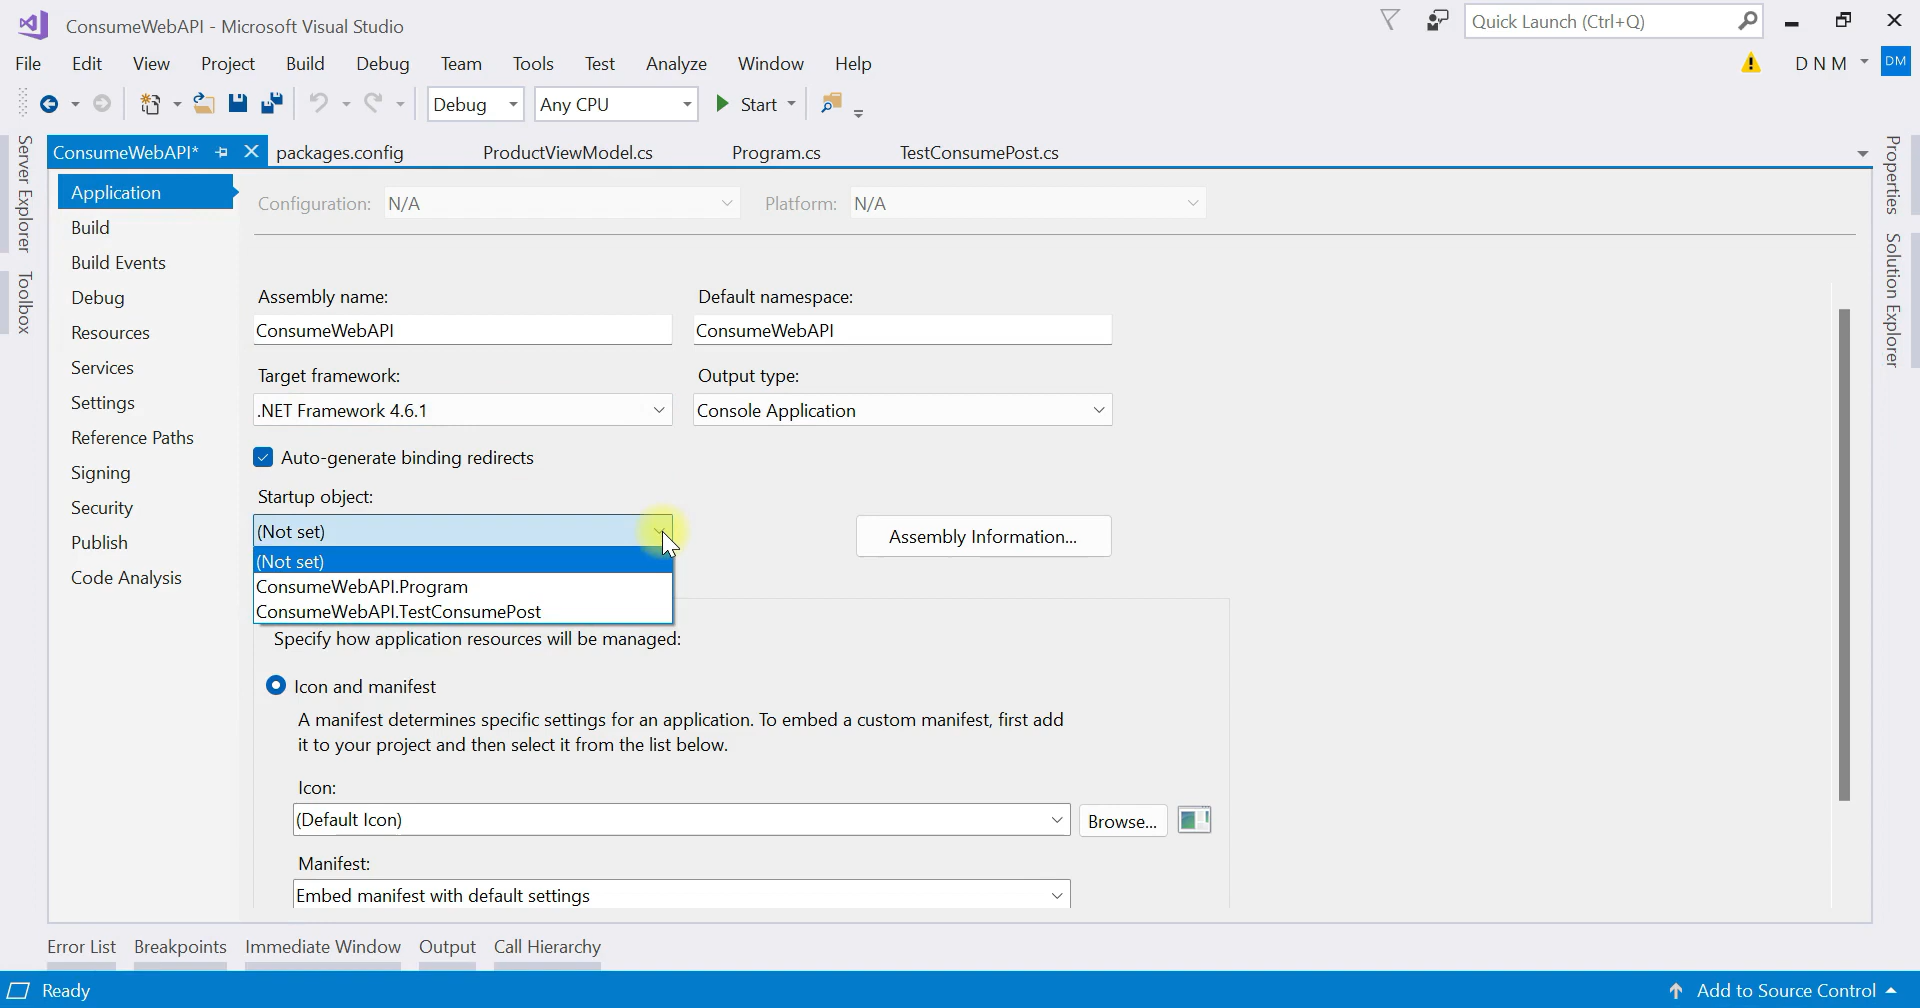 ConsumeWebAPI - Microsoft Visual Studio
Quick Launch (Ctrl+Q)
File Edit View Project Build Debug Team Tools Test Analyze Window Help
D N M
DM
Debug
Any CPU
Start
Server Explorer
Toolbox
ConsumeWebAPI*
packages.config
ProductViewModel.cs
Program.cs
TestConsumePost.cs
Properties
Solution Explorer
Application
Build
Build Events
Debug
Resources
Services
Settings
Reference Paths
Signing
Security
Publish
Code Analysis
Configuration: N/A
Platform: N/A
Assembly name:
Default namespace:
ConsumeWebAPI
ConsumeWebAPI
Target framework:
Output type:
.NET Framework 4.6.1
Console Application
Auto-generate binding redirects
Startup object:
(Not set)
Assembly Information...
(Not set)
ConsumeWebAPI.Program
ConsumeWebAPI.TestConsumePost
Specify how application resources will be managed:
Icon and manifest
A manifest determines specific settings for an application. To embed a custom manifest, first add
it to your project and then select it from the list below.
Icon:
(Default Icon)
Browse...
Manifest:
Embed manifest with default settings
Error List Breakpoints Immediate Window Output Call Hierarchy
Ready
Add to Source Control